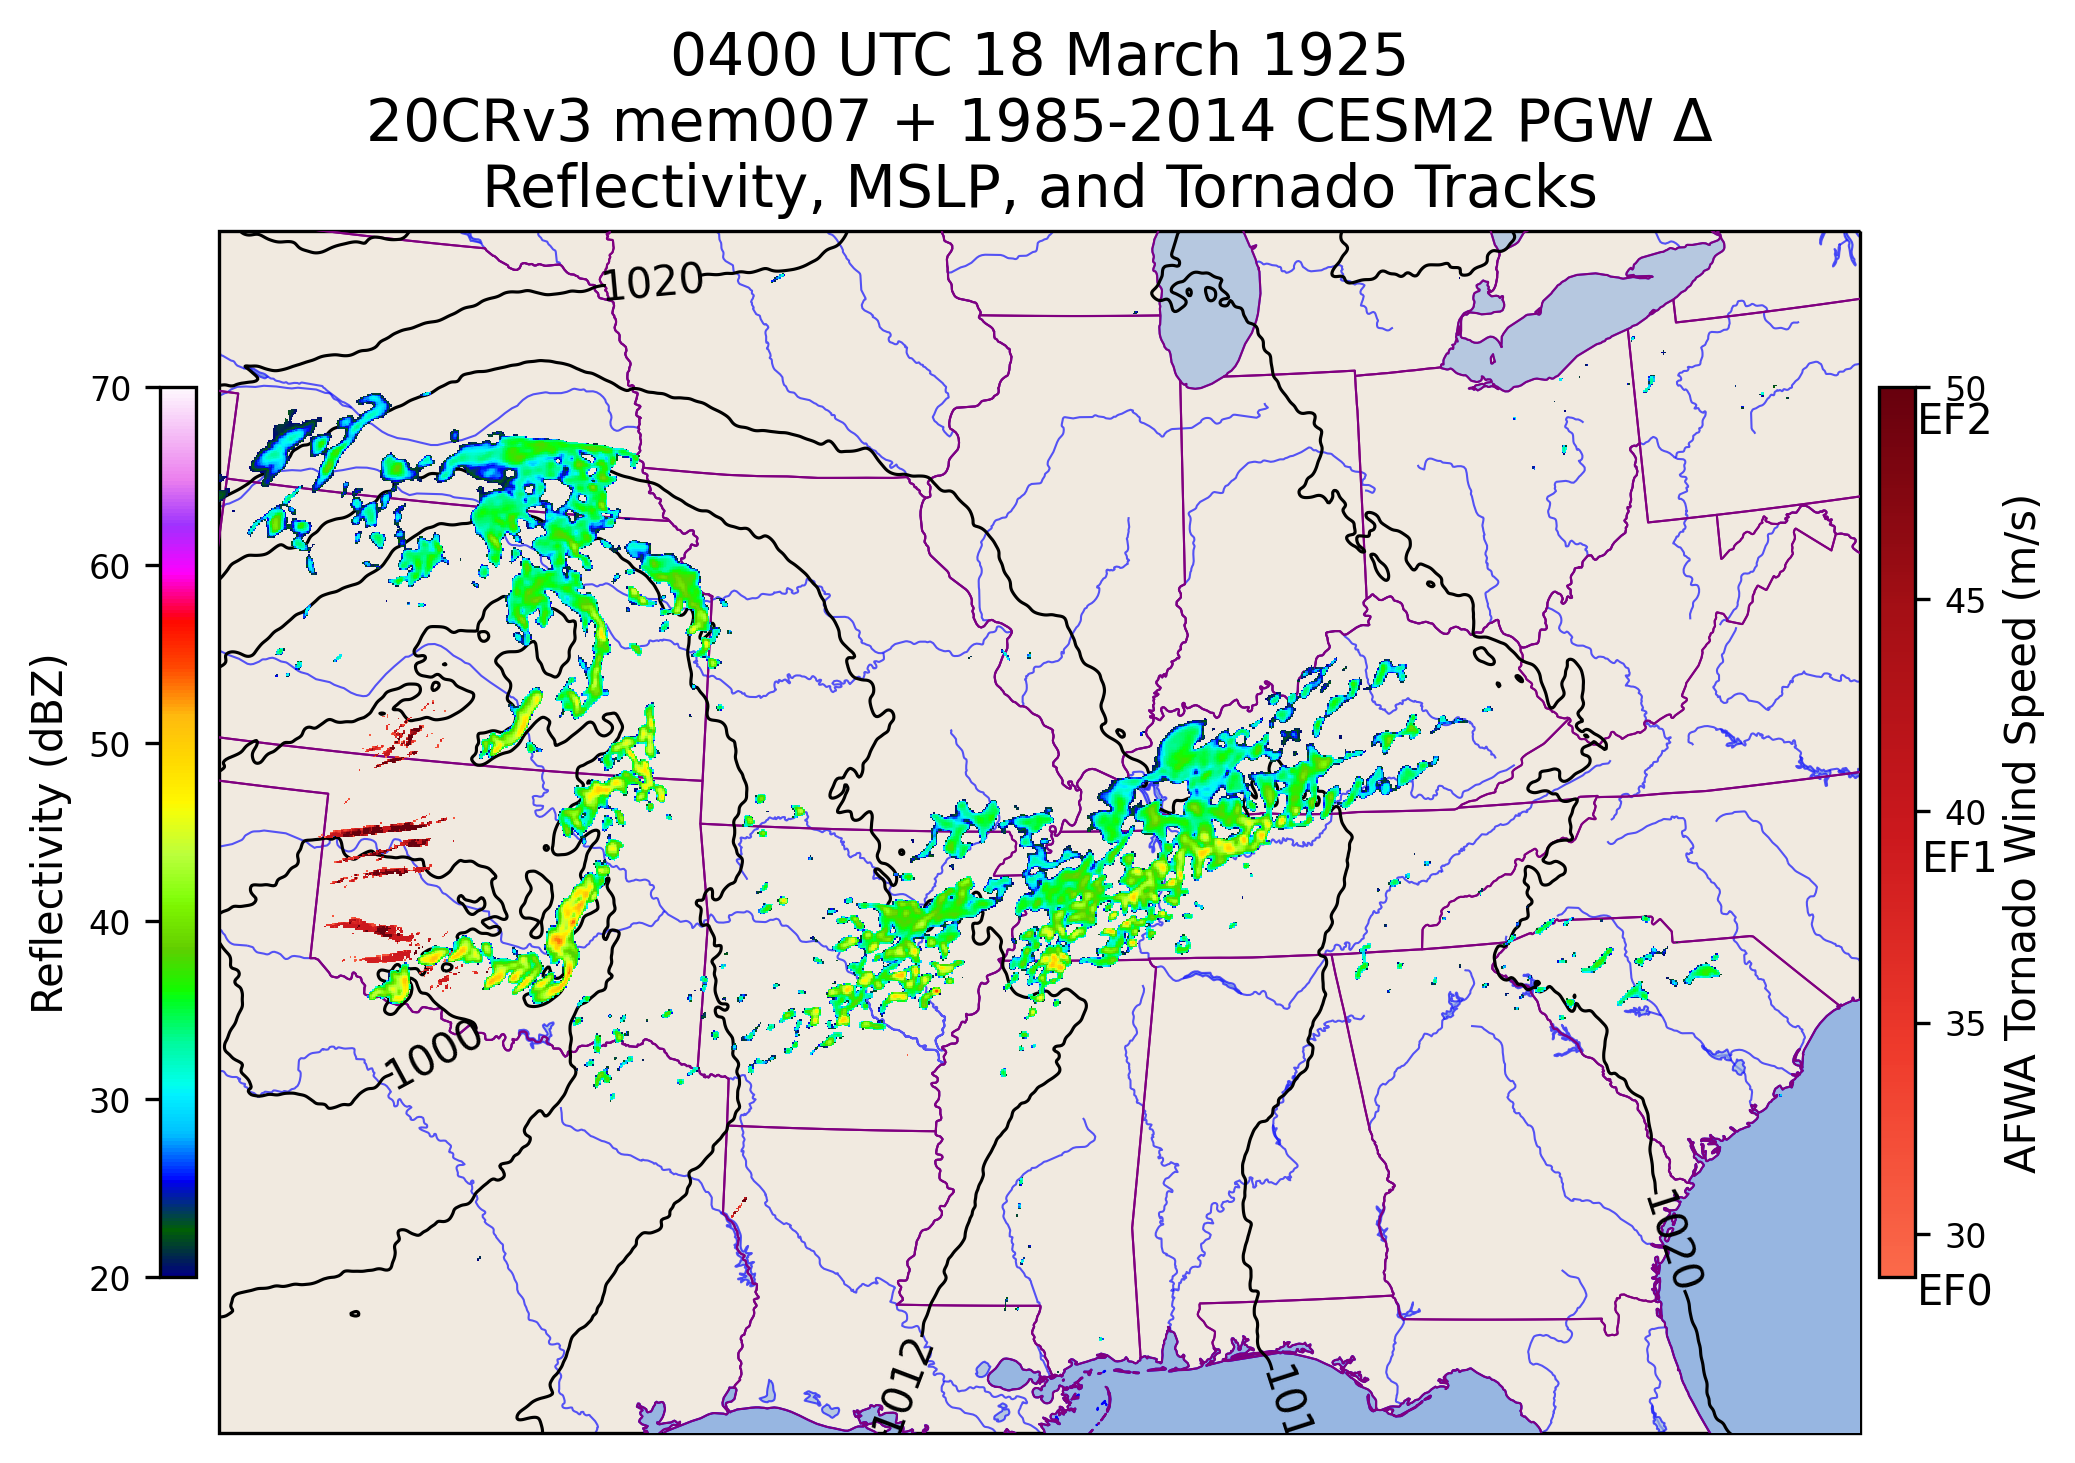 0400 UTC 18 March 1925
20CRv3 mem007 + 1985-2014 CESM2 PGW Δ
Reflectivity, MSLP, and Tornado Tracks
70
60
50
40
30
20
Reflectivity (dBZ)
1020
1000
1012
101
1020
50
EF2
45
40
EF1
35
30
EF0
AFWA Tornado Wind Speed (m/s)